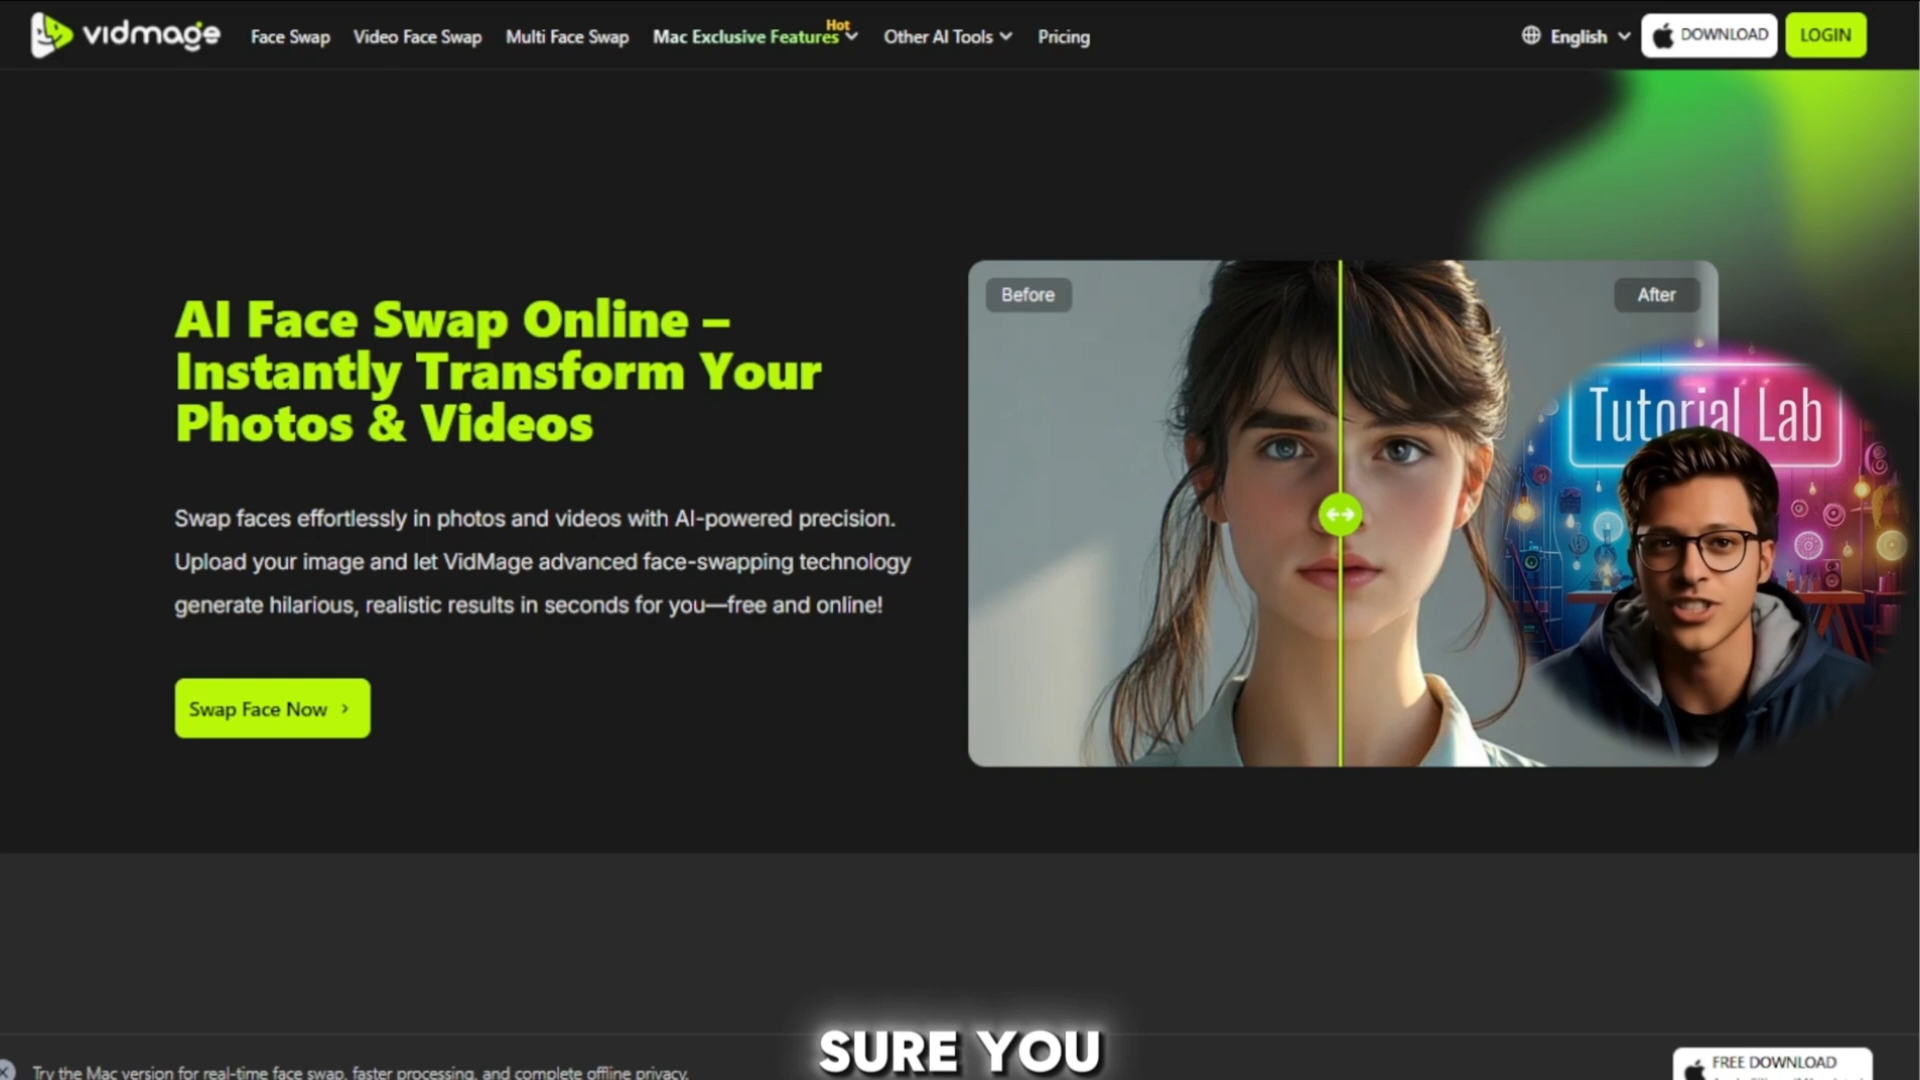 vidmage
Face Swap
Video Face Swap
Multi Face Swap
Mac Exclusive Features
Hot
Other AI Tools
Pricing
English
DOWNLOAD
LOGIN
AI Face Swap Online –
Instantly Transform Your
Photos & Videos
Swap faces effortlessly in photos and videos with AI-powered precision.
Upload your image and let VidMage advanced face-swapping technology
generate hilarious, realistic results in seconds for you—free and online!
Swap Face Now
Before
After
Tutorial Lab
SURE YOU
Try the Mac version for real-time face swap, faster processing, and complete offline privacy.
FREE DOWNLOAD